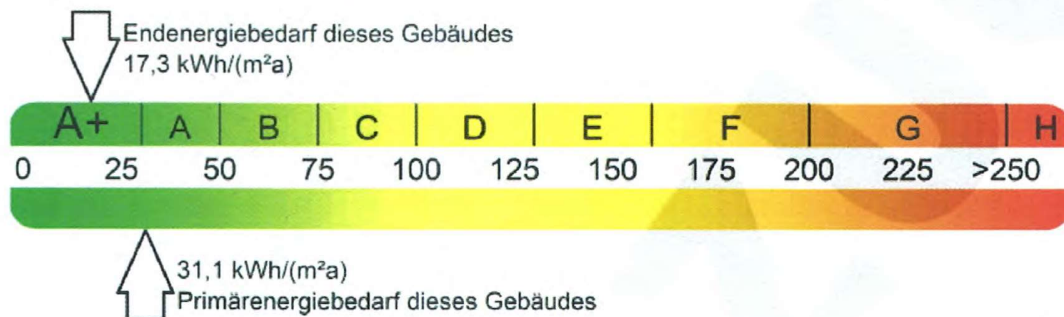 Endenergiebedarf dieses Gebäudes
17,3 kWh/(m²a)
A+ A B C D E F G H
0 25 50 75 100 125 150 175 200 225 >250
31,1 kWh/(m²a)
Primärenergiebedarf dieses Gebäudes